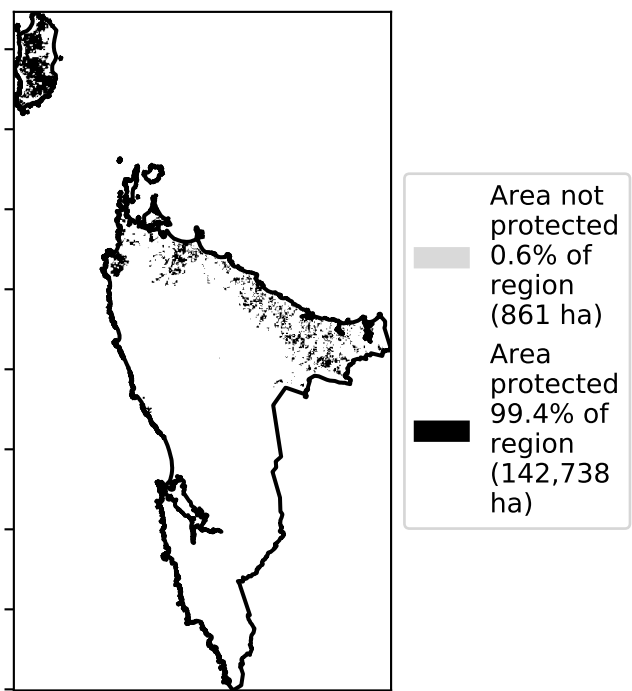 Area not
protected
0.6% of
region
(861 ha)
Area
protected
99.4% of
region
(142,738
ha)